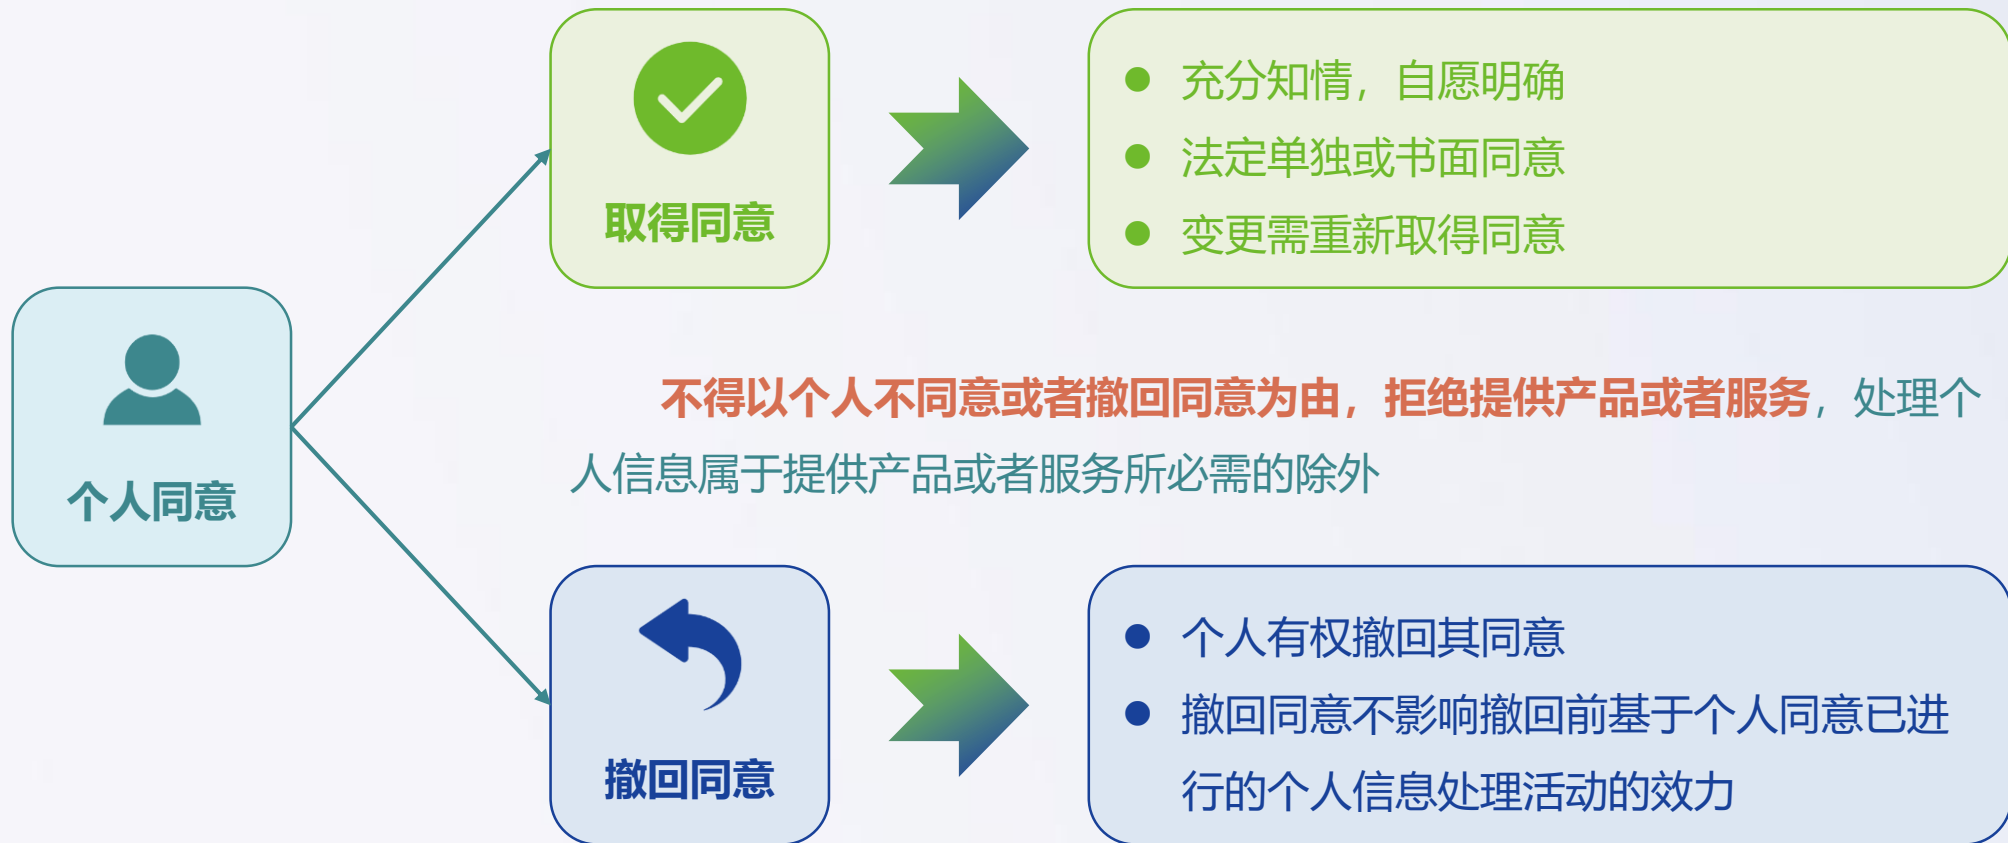 取得同意
充分知情，自愿明确
法定单独或书面同意
变更需重新取得同意
个人同意
不得以个人不同意或者撤回同意为由，拒绝提供产品或者服务，处理个
人信息属于提供产品或者服务所必需的除外
撤回同意
个人有权撤回其同意
撤回同意不影响撤回前基于个人同意已进
行的个人信息处理活动的效力